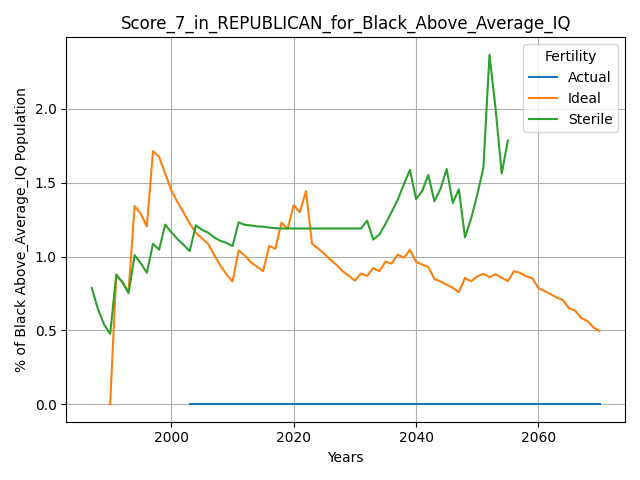 Score_7_in_REPUBLICAN_for_Black_Above_Average_IQ
% of Black Above_Average_IQ Population
2.0
1.5
1.0
0.5
0.0
Fertility
Actual
Ideal
Sterile
2000
2020
2040
2060
Years